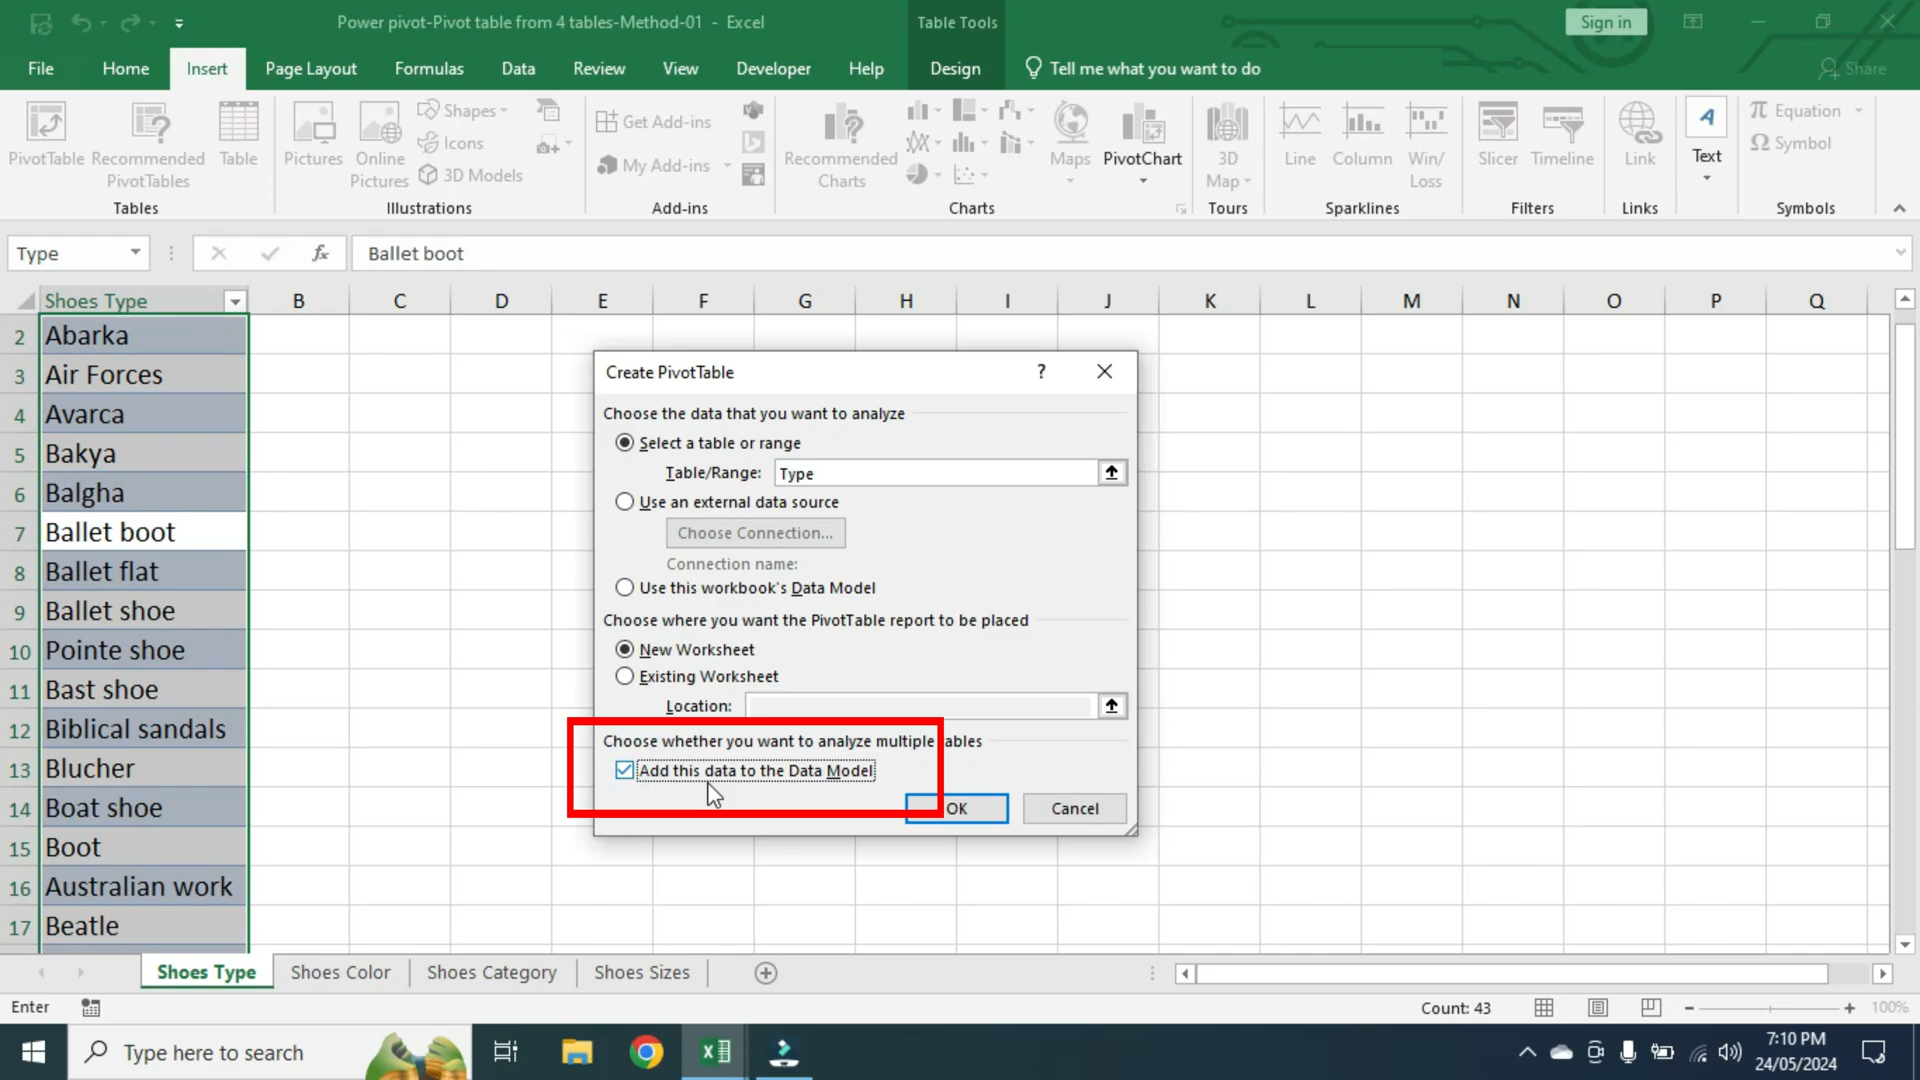 Power pivot-Pivot table from 4 tables-Method-01 - Excel
Table Tools
Sign in
File Home Insert Page Layout Formulas Data Review View Developer Help Design Tell me what you want to do Share
PivotTable
Recommended PivotTables
Table
Tables
Pictures
Online Pictures
Shapes
Icons
3D Models
Illustrations
Get Add-ins
My Add-ins
Add-ins
Recommended Charts
Maps
PivotChart
Charts
3D Map
Tours
Line
Column
Win/Loss
Sparklines
Slicer
Timeline
Filters
Link
Links
A
Text
π Equation
Ω Symbol
Symbols
Type
fx
Ballet boot
Shoes Type B C D E F G H I J K L M N O P Q
2 Abarka
3 Air Forces
4 Avarca
5 Bakya
6 Balgha
7 Ballet boot
8 Ballet flat
9 Ballet shoe
10 Pointe shoe
11 Bast shoe
12 Biblical sandals
13 Blucher
14 Boat shoe
15 Boot
16 Australian work
17 Beatle
Create PivotTable ?
Choose the data that you want to analyze
Select a table or range
Table/Range: Type
Use an external data source
Choose Connection...
Connection name:
Use this workbook's Data Model
Choose where you want the PivotTable report to be placed
New Worksheet
Existing Worksheet
Location:
Choose whether you want to analyze multiple ables
Add this data to the Data Model
OK Cancel
Shoes Type Shoes Color Shoes Category Shoes Sizes
Enter
Count: 43
100%
Type here to search
7:10 PM
24/05/2024